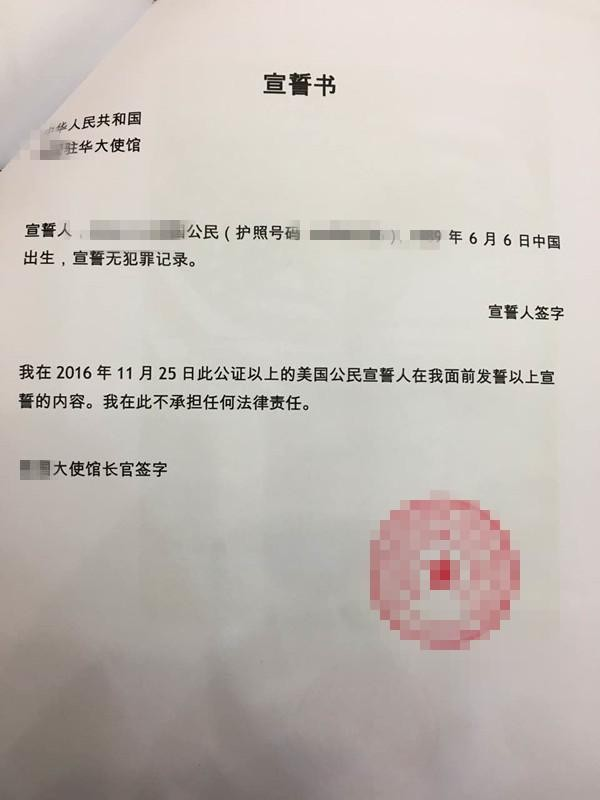 宣誓书
中华人民共和国
驻华大使馆
宣誓人，国公民（护照号码），89 年 6 月 6 日中国
出生，宣誓无犯罪记录。
宣誓人签字
我在 2016 年 11 月 25 日此公证以上的美国公民宣誓人在我面前发誓以上宣
誓的内容。我在此不承担任何法律责任。
大使馆长官签字